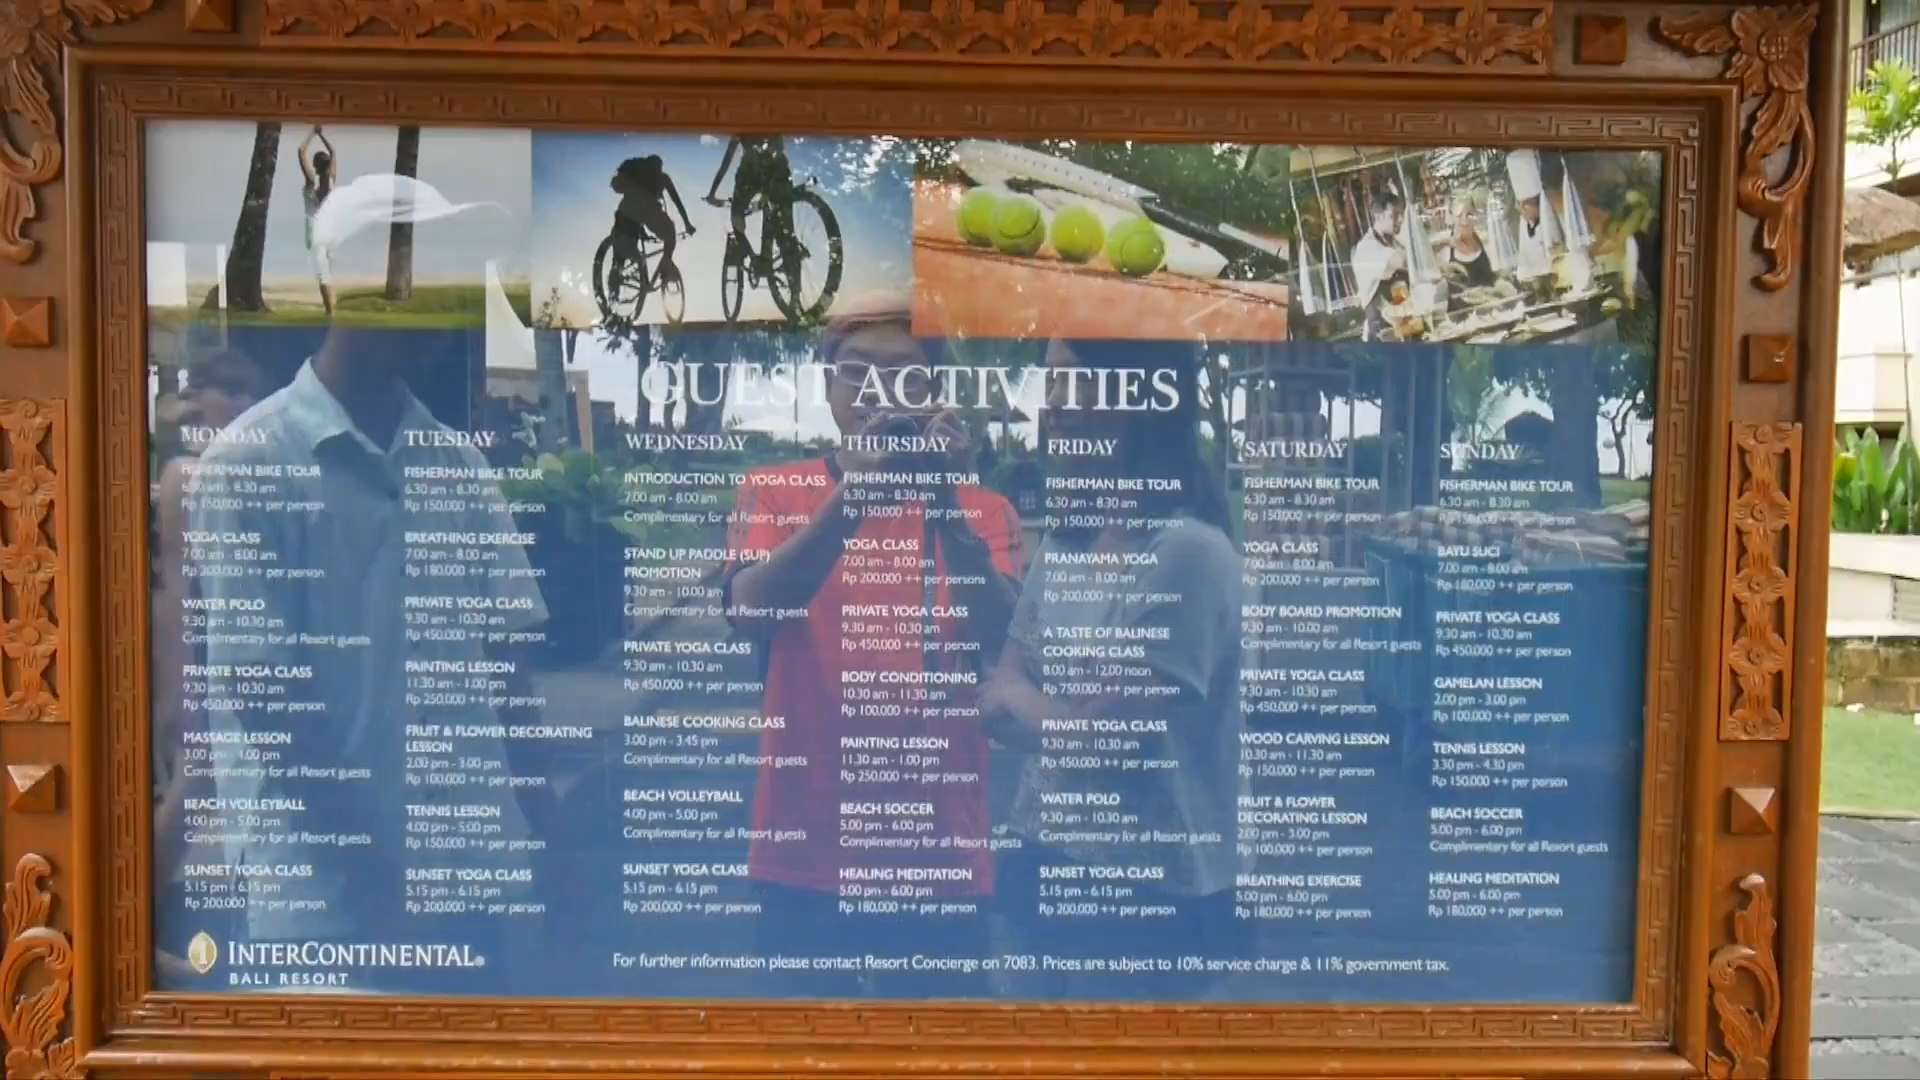 GUEST ACTIVITIES
MONDAY
FISHERMAN BIKE TOUR
6.30 am - 8.30 am
Rp 150,000 ++ per person
YOGA CLASS
7.00 am - 8.00 am
Rp 200,000 ++ per person
WATER POLO
9.30 am - 10.30 am
Complimentary for all Resort guests
PRIVATE YOGA CLASS
9.30 am - 10.30 am
Rp 450,000 ++ per person
MASSAGE LESSON
3.00 pm - 4.00 pm
Complimentary for all Resort guests
BEACH VOLLEYBALL
4.00 pm - 5.00 pm
Complimentary for all Resort guests
SUNSET YOGA CLASS
5.15 pm - 6.15 pm
Rp 200,000 ++ per person
TUESDAY
FISHERMAN BIKE TOUR
6.30 am - 8.30 am
Rp 150,000 ++ per person
BREATHING EXERCISE
7.00 am - 8.00 am
Rp 180,000 ++ per person
PRIVATE YOGA CLASS
9.30 am - 10.30 am
Rp 450,000 ++ per person
PAINTING LESSON
11.30 am - 1.00 pm
Rp 250,000 ++ per person
FRUIT & FLOWER DECORATING
LESSON
2.00 pm - 3.00 pm
Rp 100,000 ++ per person
TENNIS LESSON
4.00 pm - 5.00 pm
Rp 150,000 ++ per person
SUNSET YOGA CLASS
5.15 pm - 6.15 pm
Rp 200,000 ++ per person
WEDNESDAY
INTRODUCTION TO YOGA CLASS
7.00 am - 8.00 am
Complimentary for all Resort guests
STAND UP PADDLE (SUP)
PROMOTION
9.30 am - 10.00 am
Complimentary for all Resort guests
PRIVATE YOGA CLASS
9.30 am - 10.30 am
Rp 450,000 ++ per person
BALINESE COOKING CLASS
3.00 pm - 3.45 pm
Complimentary for all Resort guests
BEACH VOLLEYBALL
4.00 pm - 5.00 pm
Complimentary for all Resort guests
SUNSET YOGA CLASS
5.15 pm - 6.15 pm
Rp 200,000 ++ per person
THURSDAY
FISHERMAN BIKE TOUR
6.30 am - 8.30 am
Rp 150,000 ++ per person
YOGA CLASS
7.00 am - 8.00 am
Rp 200,000 ++ per persons
PRIVATE YOGA CLASS
9.30 am - 10.30 am
Rp 450,000 ++ per person
BODY CONDITIONING
10.30 am - 11.30 am
Rp 100,000 ++ per person
PAINTING LESSON
11.30 am - 1.00 pm
Rp 250,000 ++ per person
BEACH SOCCER
5.00 pm - 6.00 pm
Complimentary for all Resort guests
HEALING MEDITATION
5.00 pm - 6.00 pm
Rp 180,000 ++ per person
FRIDAY
FISHERMAN BIKE TOUR
6.30 am - 8.30 am
Rp 150,000 ++ per person
PRANAYAMA YOGA
7.00 am - 8.00 am
Rp 200,000 ++ per person
A TASTE OF BALINESE
COOKING CLASS
8.00 am - 12.00 noon
Rp 750,000 ++ per person
PRIVATE YOGA CLASS
9.30 am - 10.30 am
Rp 450,000 ++ per person
WATER POLO
9.30 am - 10.30 am
Complimentary for all Resort guests
SUNSET YOGA CLASS
5.15 pm - 6.15 pm
Rp 200,000 ++ per person
SATURDAY
FISHERMAN BIKE TOUR
6.30 am - 8.30 am
Rp 150,000 ++ per person
YOGA CLASS
7.00 am - 8.00 am
Rp 200,000 ++ per person
BODY BOARD PROMOTION
9.30 am - 10.00 am
Complimentary for all Resort guests
PRIVATE YOGA CLASS
9.30 am - 10.30 am
Rp 450,000 ++ per person
WOOD CARVING LESSON
10.30 am - 11.30 am
Rp 150,000 ++ per person
FRUIT & FLOWER
DECORATING LESSON
2.00 pm - 3.00 pm
Rp 100,000 ++ per person
BREATHING EXERCISE
5.00 pm - 6.00 pm
Rp 180,000 ++ per person
SUNDAY
FISHERMAN BIKE TOUR
6.30 am - 8.30 am
Rp 150,000 ++ per person
BAYU SUCI
7.00 am - 8.00 am
Rp 180,000 ++ per person
PRIVATE YOGA CLASS
9.30 am - 10.30 am
Rp 450,000 ++ per person
GAMELAN LESSON
2.00 pm - 3.00 pm
Rp 100,000 ++ per person
TENNIS LESSON
3.30 pm - 4.30 pm
Rp 150,000 ++ per person
BEACH SOCCER
5.00 pm - 6.00 pm
Complimentary for all Resort guests
HEALING MEDITATION
5.00 pm - 6.00 pm
Rp 180,000 ++ per person
INTERCONTINENTAL®
BALI RESORT
For further information please contact Resort Concierge on 7083. Prices are subject to 10% service charge & 11% government tax.